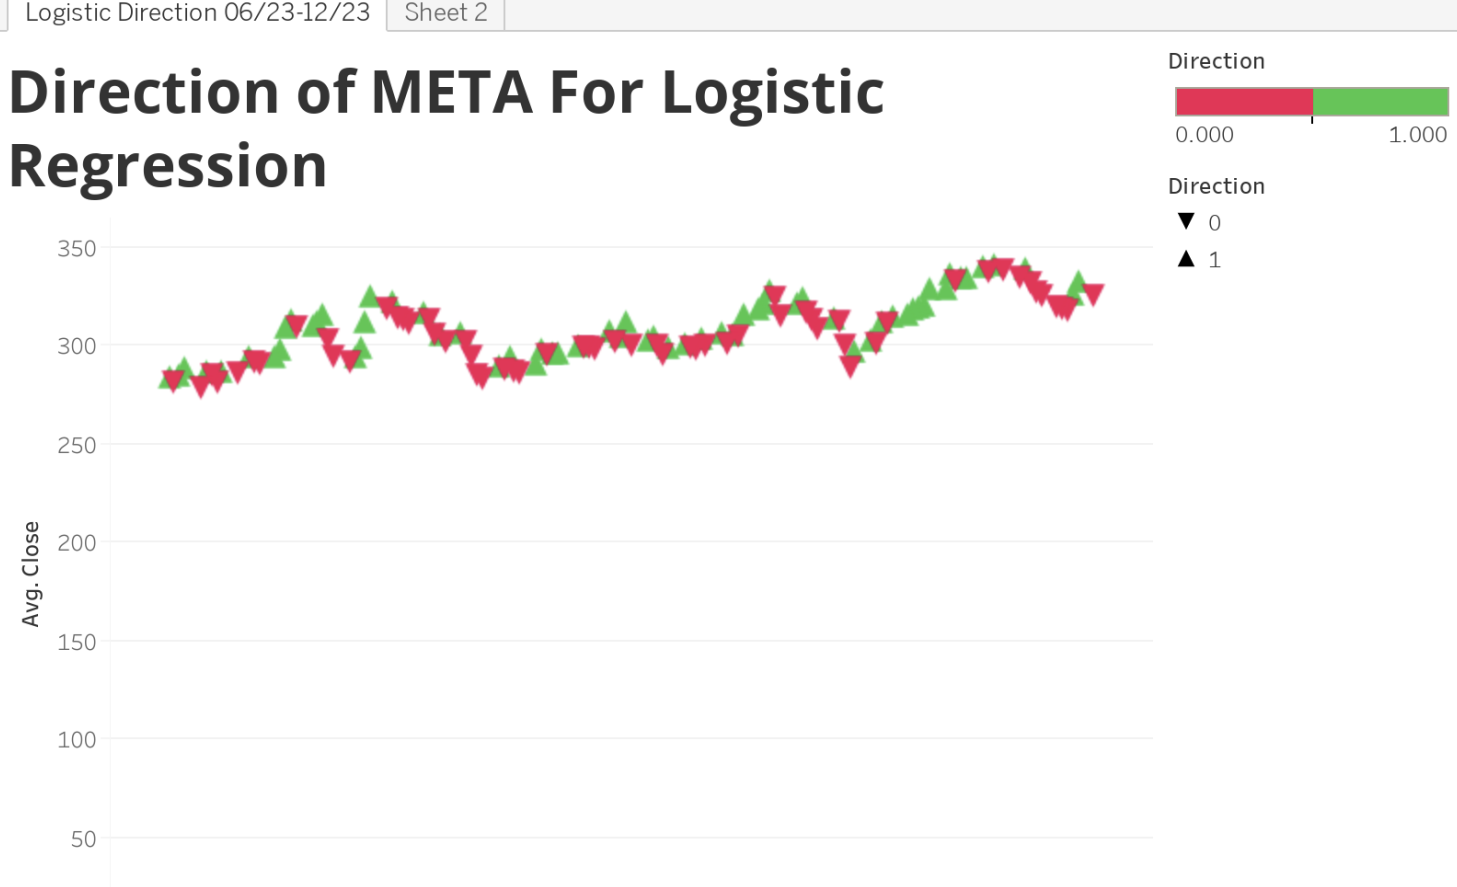 Logistic Direction 06/23-12/23
Sheet 2
Direction of META For Logistic
Regression
Direction
0.000
1.000
Direction
0
1
350
300
250
200
150
100
50
Avg. Close